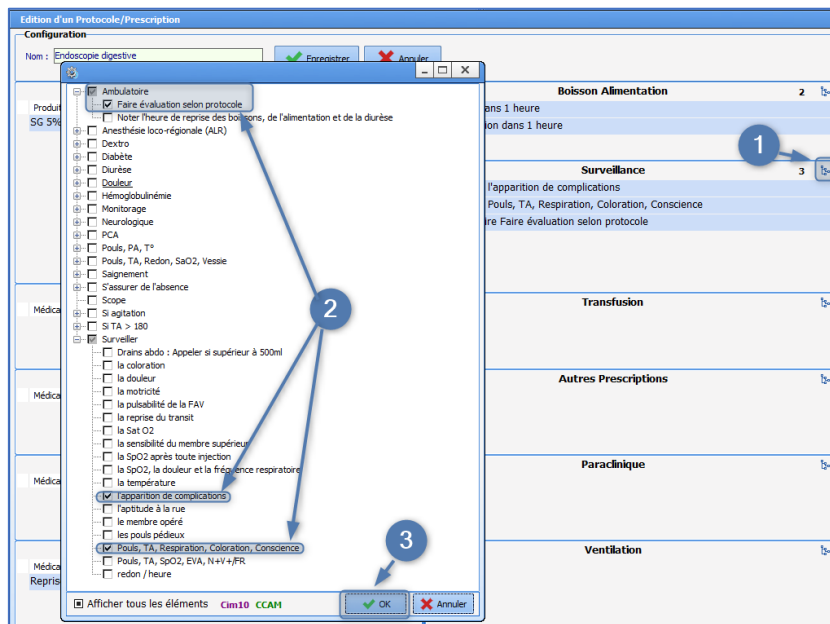 Edition d'un Protocole/Prescription
Configuration
Nom : Endoscopie digestive
Enregistrer
Annuler
Boisson Alimentation 2
ans 1 heure
ion dans 1 heure
Produit
SG 5%
1
Surveillance 3
l'apparition de complications
Pouls, TA, Respiration, Coloration, Conscience
ire Faire évaluation selon protocole
Médica
Transfusion
Médica
Autres Prescriptions
Médica
Paraclinique
Médica
Repris
Ventilation
Ambulatoire
Faire évaluation selon protocole
Noter l'heure de reprise des boissons, de l'alimentation et de la diurèse
Anesthésie loco-régionale (ALR)
Dextro
Diabète
Diurèse
Douleur
Hémoglobulinémie
Monitorage
Neurologique
PCA
Pouls, PA, T°
Pouls, TA, Redon, SaO2, Vessie
Saignement
S'assurer de l'absence
Scope
Si agitation
Si TA > 180
2
Surveiller
Drains abdo : Appeler si supérieur à 500ml
la coloration
la douleur
la motricité
la pulsabilité de la FAV
la reprise du transit
la Sat O2
la sensibilité du membre supérieur
la SpO2 après toute injection
la SpO2, la douleur et la fréquence respiratoire
la température
l'apparition de complications
l'aptitude à la rue
le membre opéré
les pouls pédieux
Pouls, TA, Respiration, Coloration, Conscience
Pouls, TA, SpO2, EVA, N+V+/FR
redon / heure
3
Afficher tous les éléments Cim10 CCAM
OK
Annuler